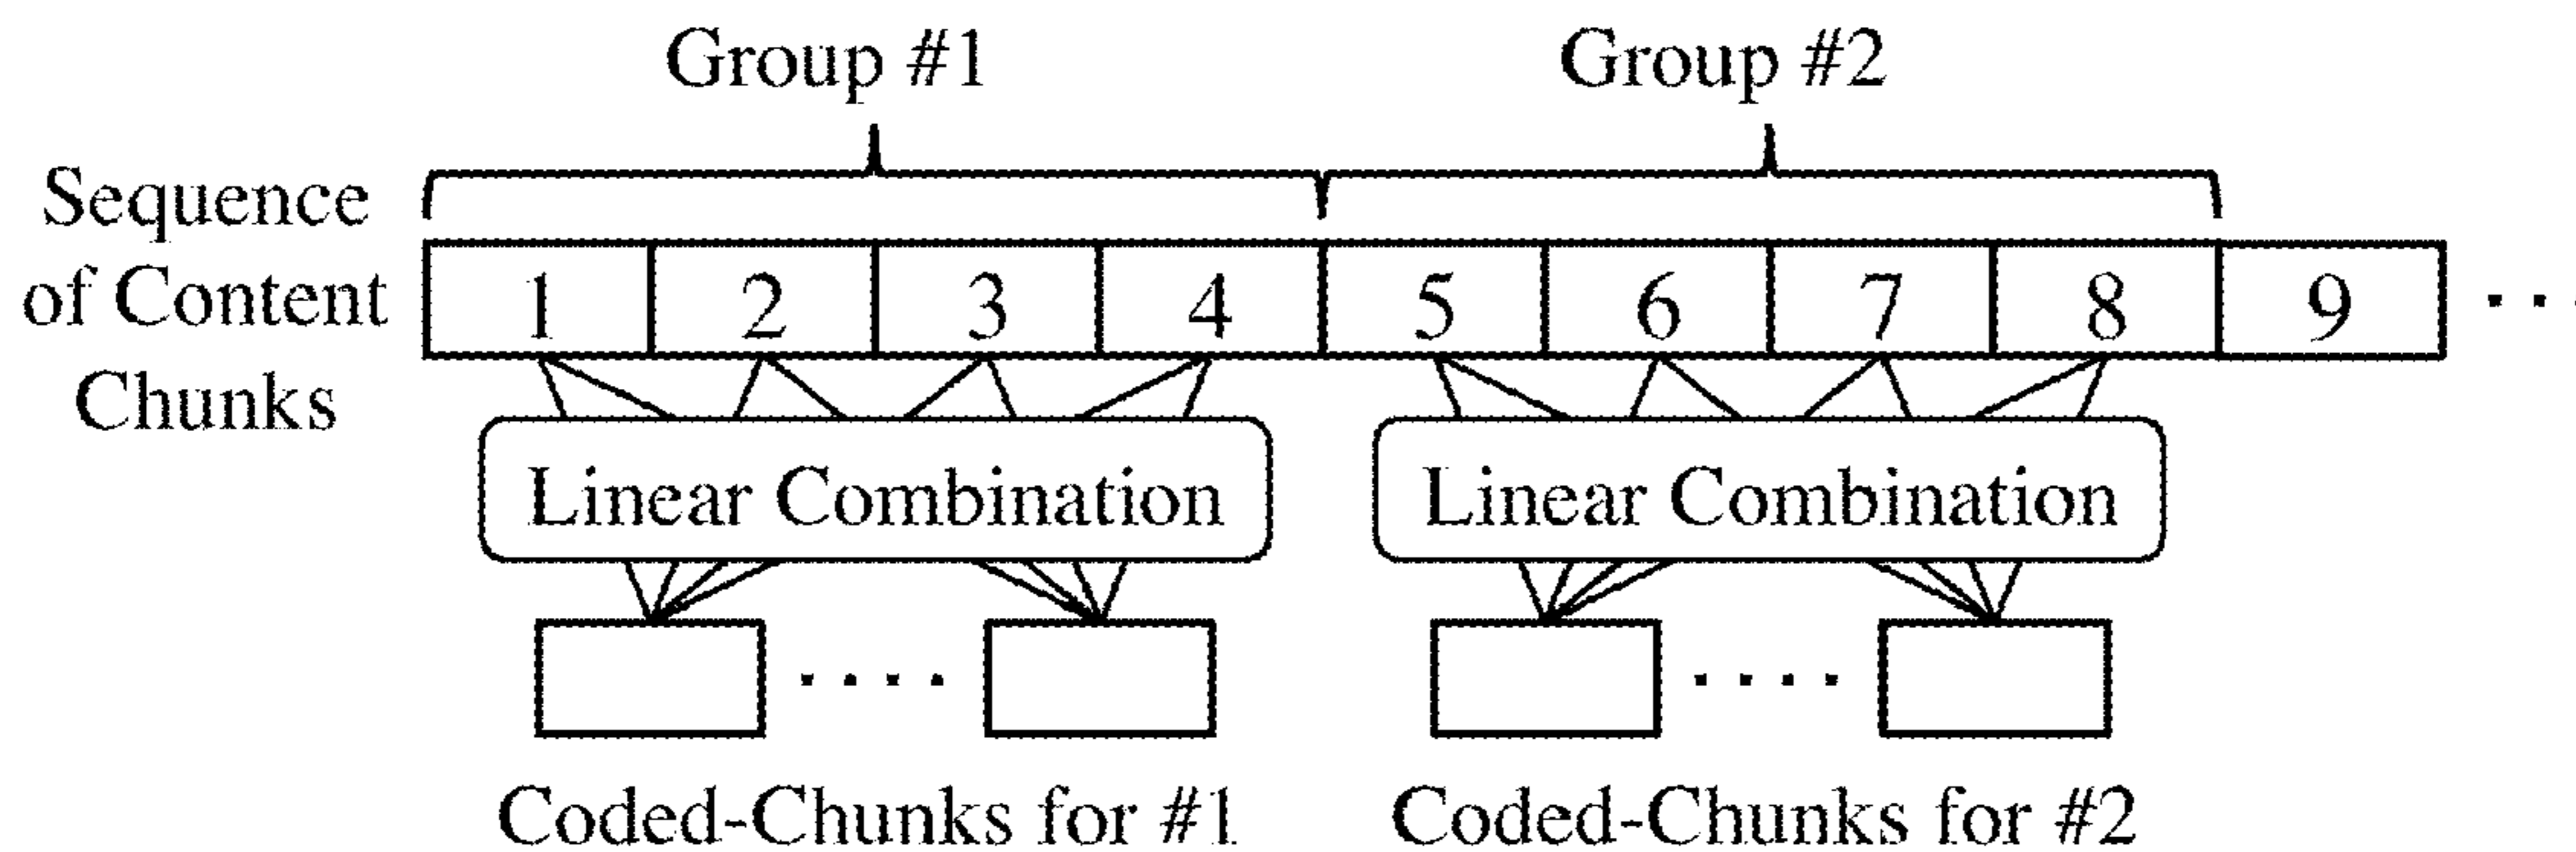 Group #1
Group #2
Sequence
of Content
Chunks
1 2 3 4 5 6 7 8 9 ...
Linear Combination
Linear Combination
....
....
Coded-Chunks for #1
Coded-Chunks for #2